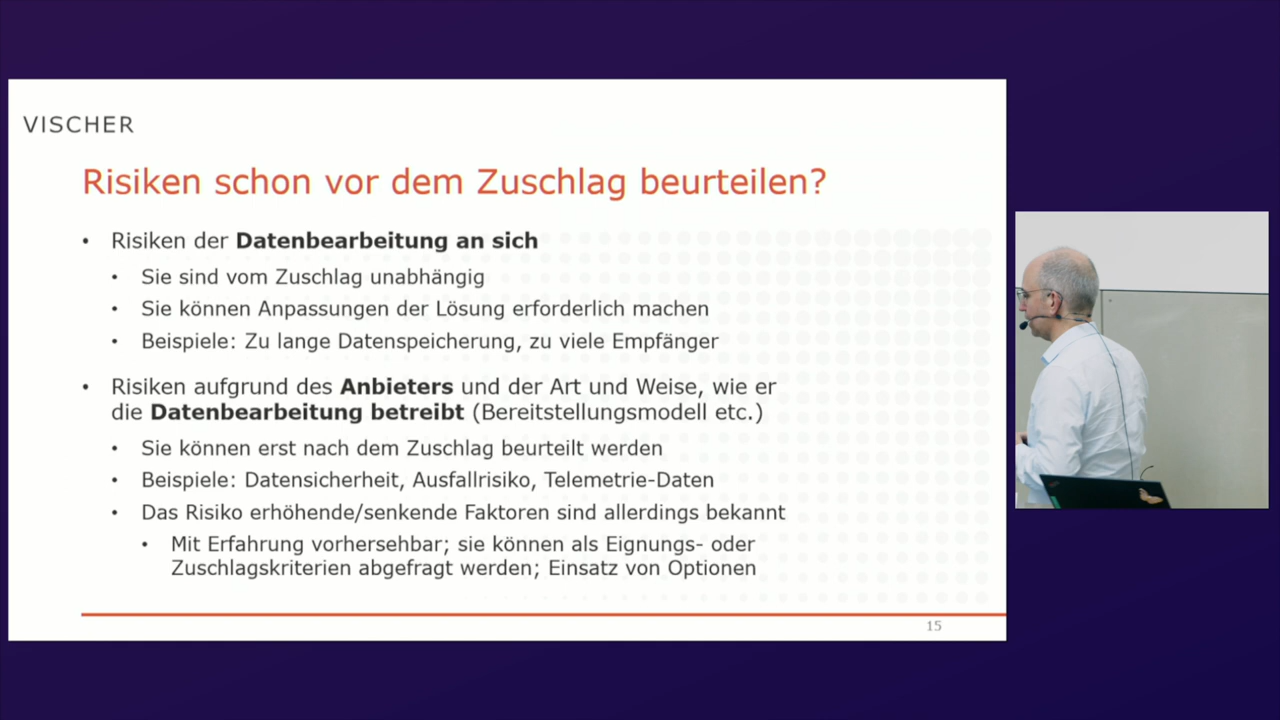 VISCHER
Risiken schon vor dem Zuschlag beurteilen?
• Risiken der Datenbearbeitung an sich
• Sie sind vom Zuschlag unabhängig
• Sie können Anpassungen der Lösung erforderlich machen
• Beispiele: Zu lange Datenspeicherung, zu viele Empfänger
• Risiken aufgrund des Anbieters und der Art und Weise, wie er
die Datenbearbeitung betreibt (Bereitstellungsmodell etc.)
• Sie können erst nach dem Zuschlag beurteilt werden
• Beispiele: Datensicherheit, Ausfallrisiko, Telemetrie-Daten
• Das Risiko erhöhende/senkende Faktoren sind allerdings bekannt
• Mit Erfahrung vorhersehbar; sie können als Eignungs- oder
Zuschlagskriterien abgefragt werden; Einsatz von Optionen
15